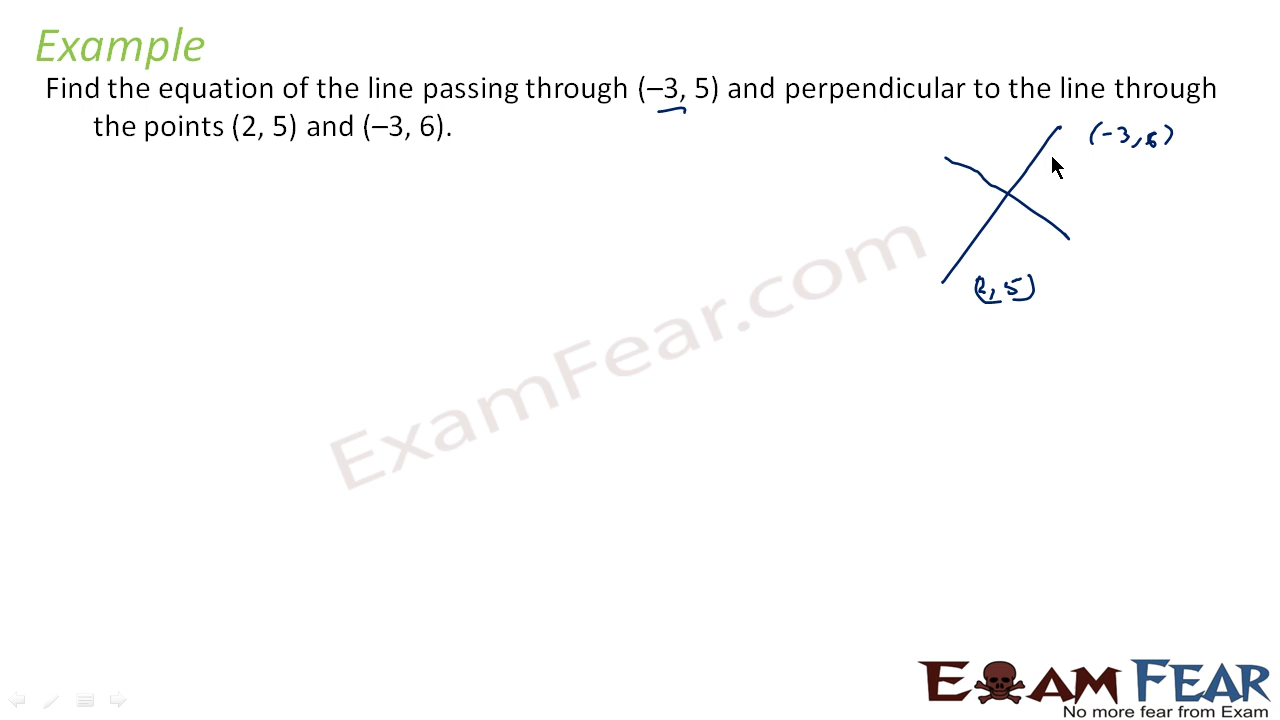 Example
Find the equation of the line passing through (–3, 5) and perpendicular to the line through
the points (2, 5) and (–3, 6).
(-3, 6)
(2, 5)
ExamFear.com
EXAM FEAR
No more fear from Exam